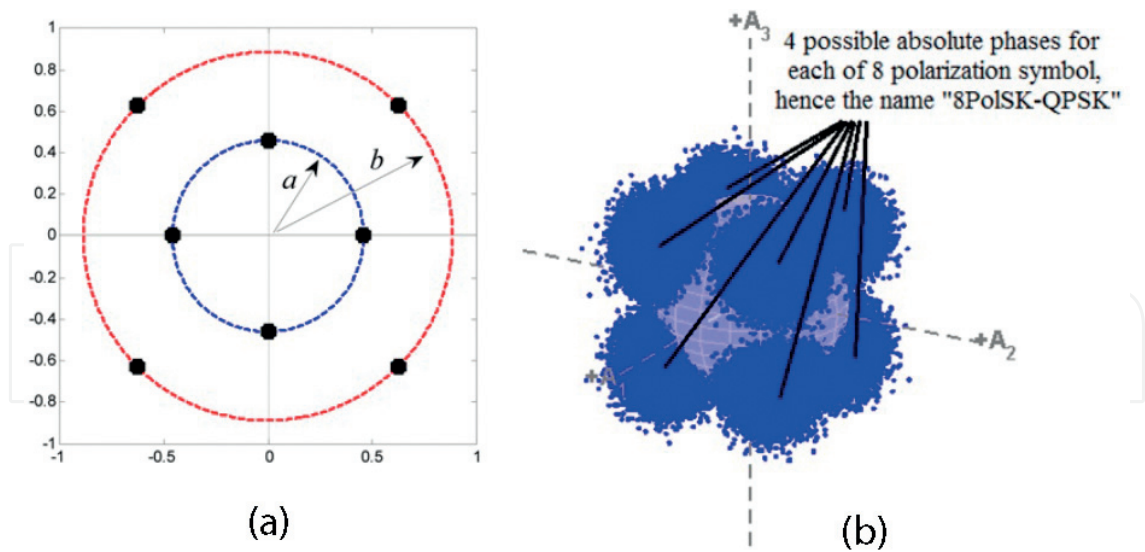 1
0.8
0.6
0.4
0.2
0
-0.2
-0.4
-0.6
-0.8
-1
-1 -0.5 0 0.5 1
a
b
(a)
+A3
4 possible absolute phases for
each of 8 polarization symbol,
hence the name "8PolSK-QPSK"
+A2
+A1
(b)